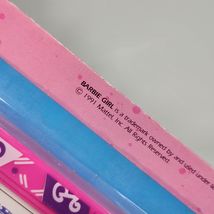 BARBIE GIRL is a trademark owned by and used under
© 1991 Mattel, Inc.
All Rights Reserved.